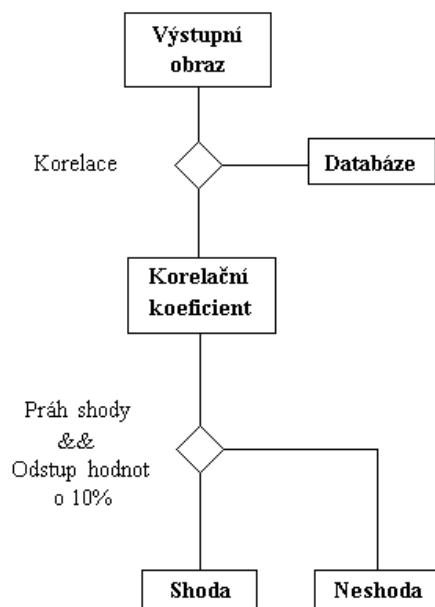 Výstupní
obraz
Korelace
Databáze
Korelační
koeficient
Práh shody
&&
Odstup hodnot
o 10%
Shoda
Neshoda